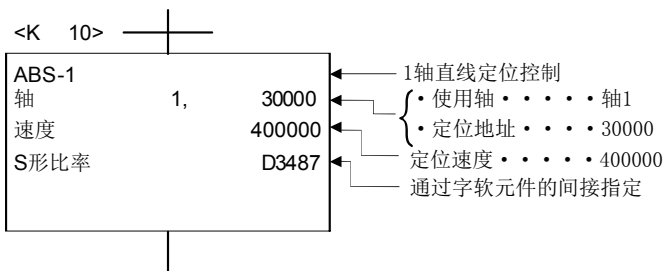 <K 10>
ABS-1
轴 1, 30000
速度 400000
S形比率 D3487
1轴直线定位控制
・使用轴・・・・・轴1
・定位地址・・・・30000
定位速度・・・・・400000
通过字软元件的间接指定